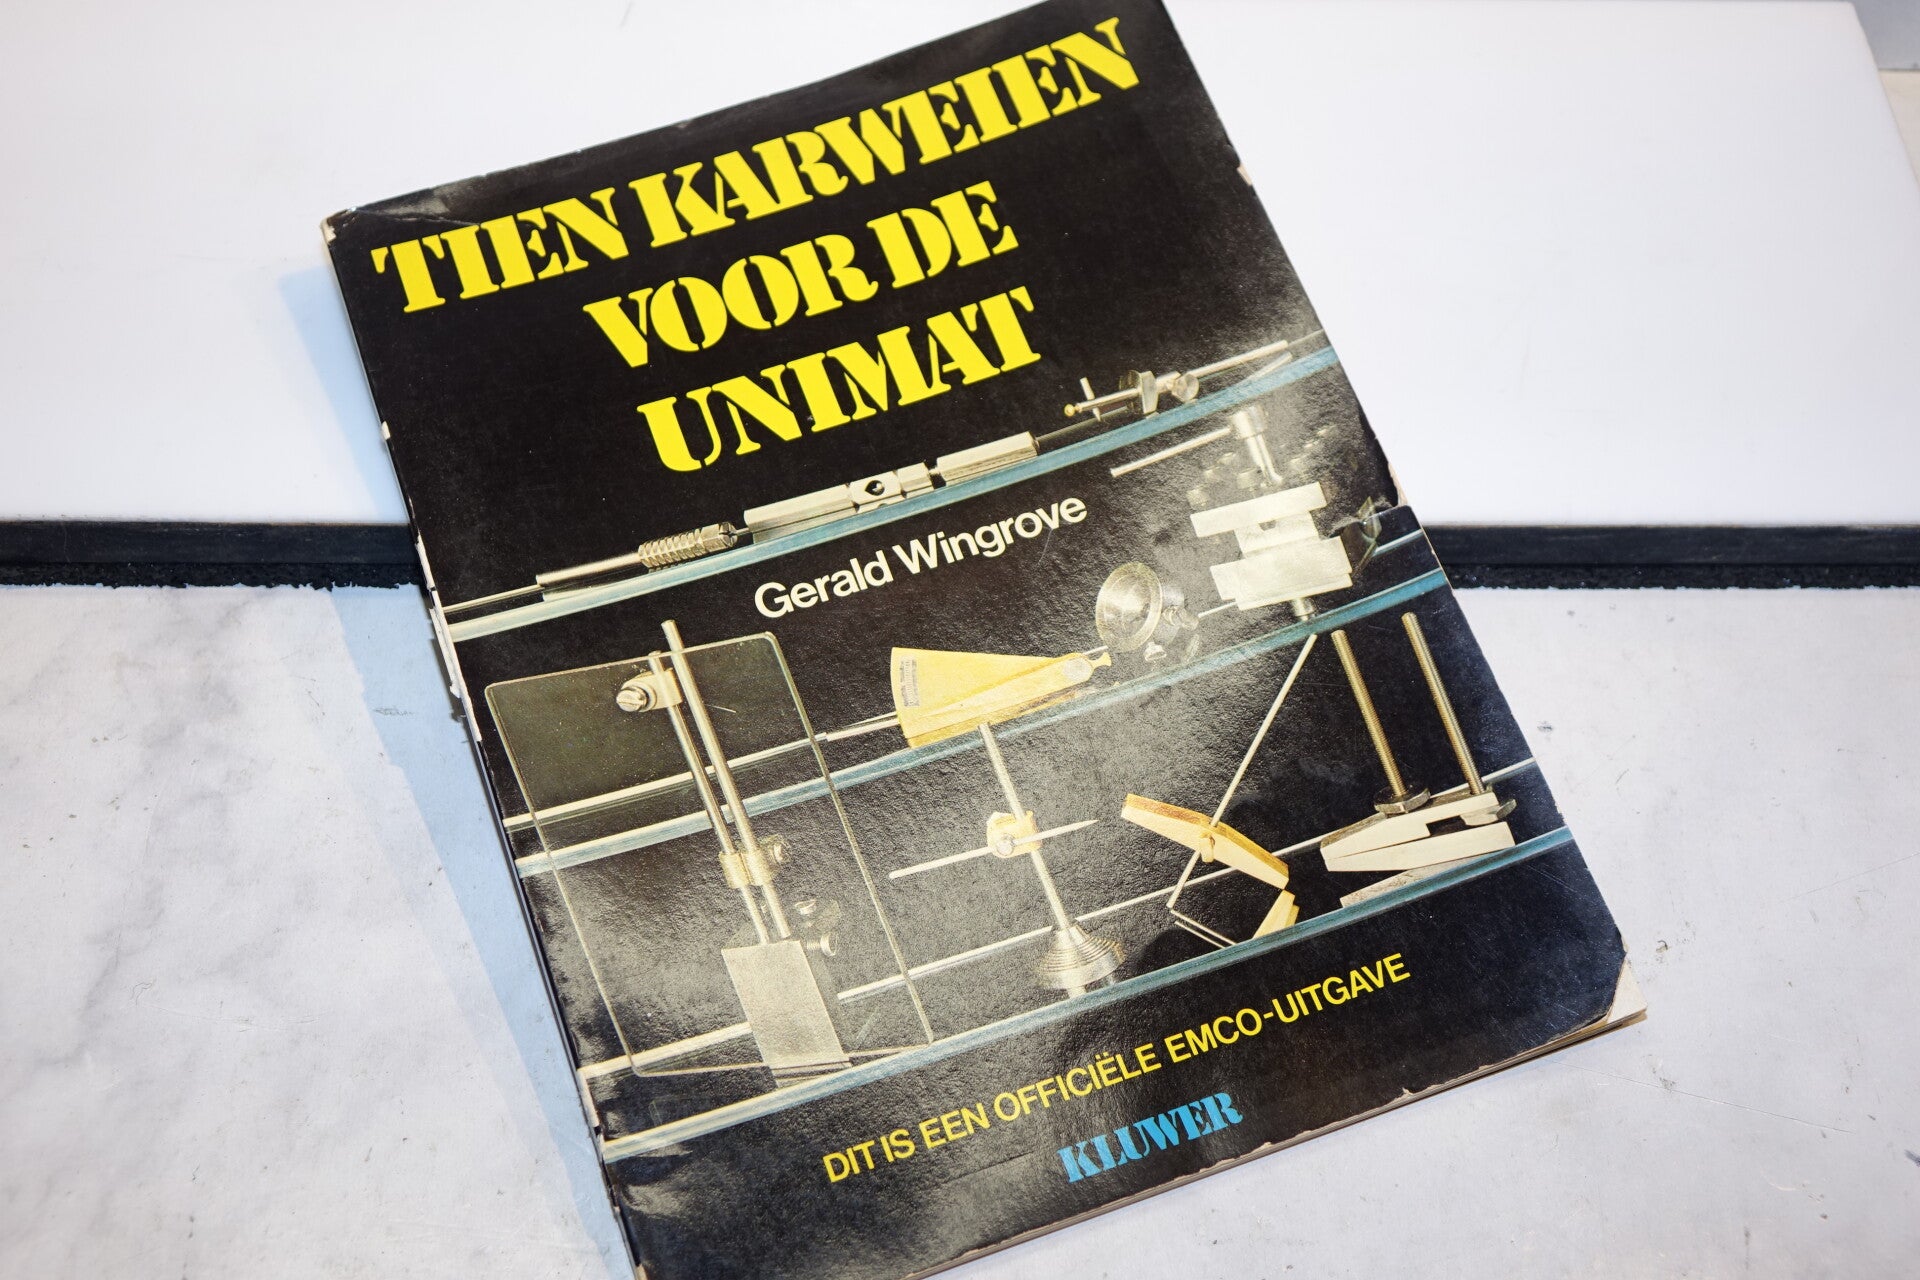 TIEN KARWEIEN
VOOR DE
UNIMAT
Gerald Wingrove
DIT IS EEN OFFICIËLE EMCO-UITGAVE
KLUWER